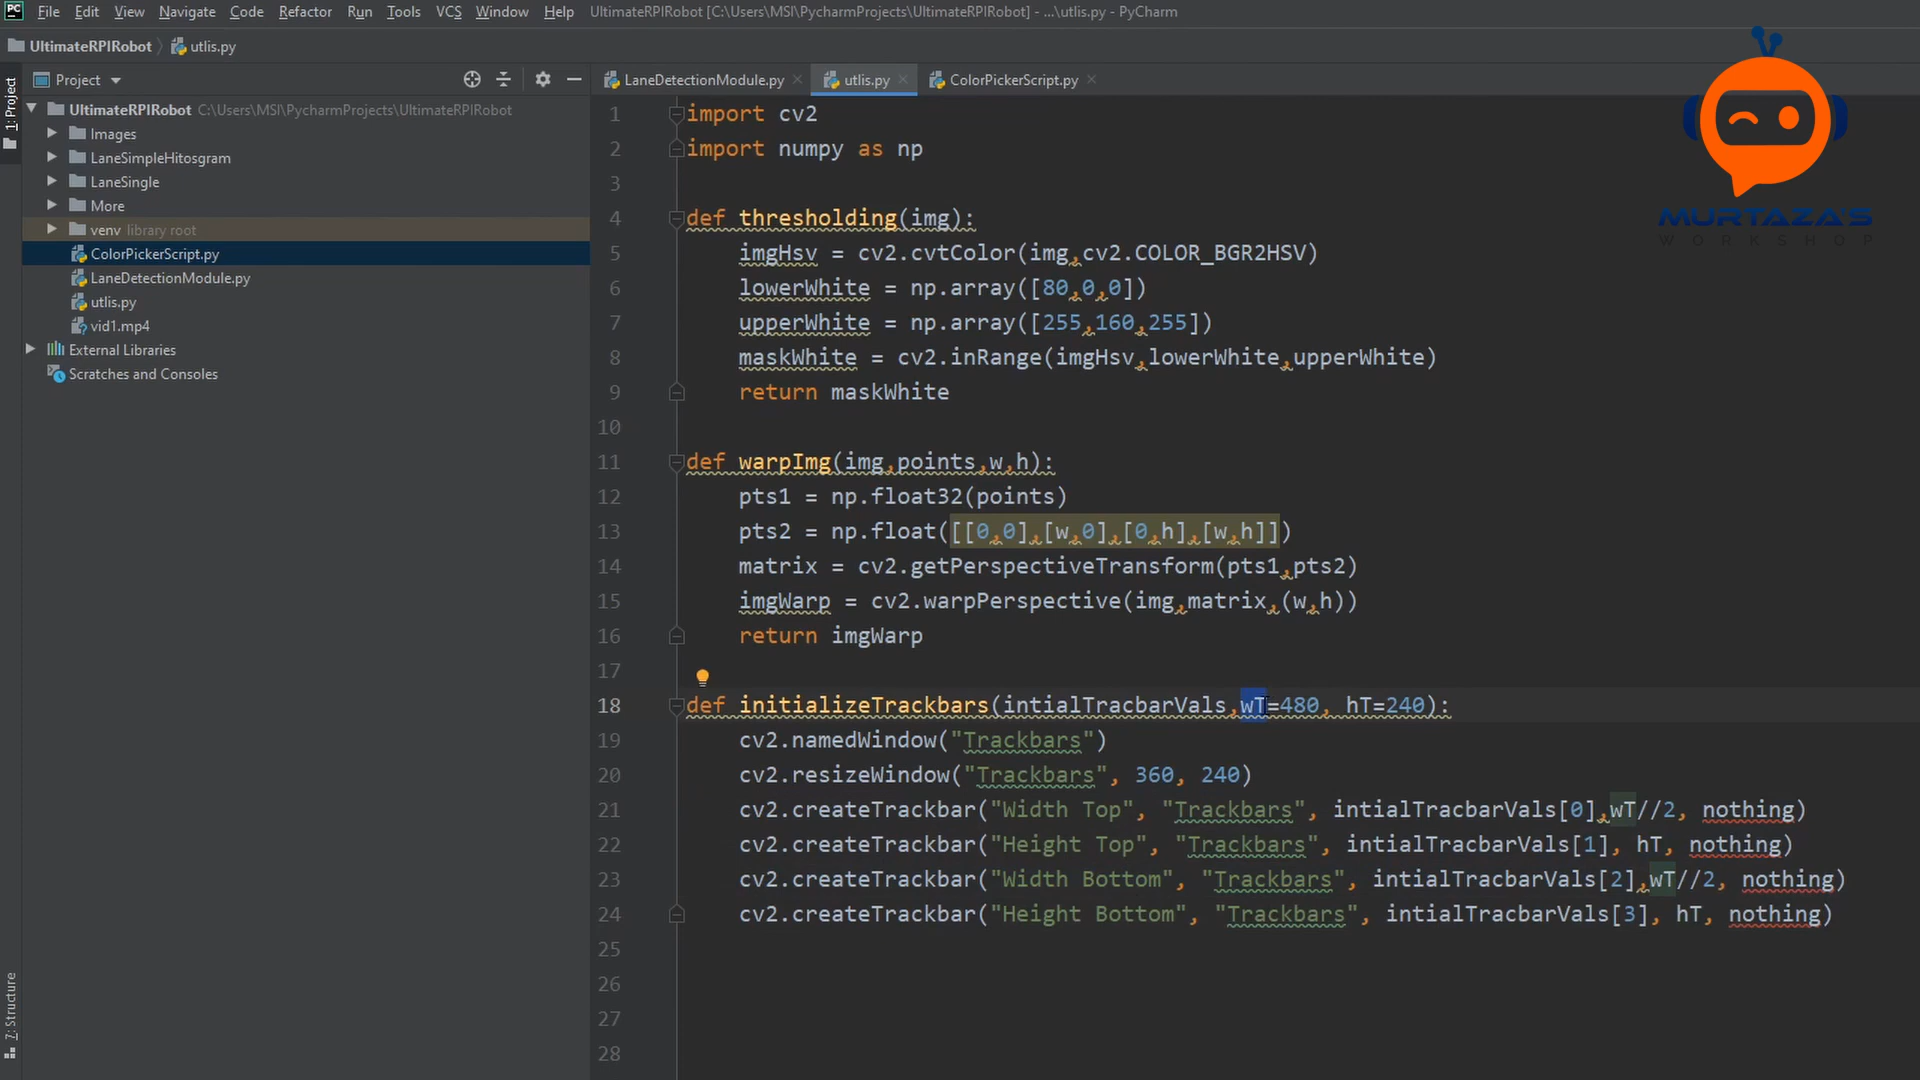 File Edit View Navigate Code Refactor Run Tools VCS Window Help UltimateRPIRobot [C:\Users\MSI\PycharmProjects\UltimateRPIRobot] - ...\utlis.py - PyCharm
UltimateRPIRobot utlis.py
1: Project
Project
LaneDetectionModule.py utlis.py ColorPickerScript.py
UltimateRPIRobot C:\Users\MSI\PycharmProjects\UltimateRPIRobot
Images
LaneSimpleHitosgram
LaneSingle
More
venv library root
ColorPickerScript.py
LaneDetectionModule.py
utlis.py
vid1.mp4
External Libraries
Scratches and Consoles
7: Structure
1 import cv2
2 import numpy as np
3
4 def thresholding(img):
5 imgHsv = cv2.cvtColor(img,cv2.COLOR_BGR2HSV)
6 lowerWhite = np.array([80,0,0])
7 upperWhite = np.array([255,160,255])
8 maskWhite = cv2.inRange(imgHsv,lowerWhite,upperWhite)
9 return maskWhite
10
11 def warpImg(img,points,w,h):
12 pts1 = np.float32(points)
13 pts2 = np.float([[0,0],[w,0],[0,h],[w,h]])
14 matrix = cv2.getPerspectiveTransform(pts1,pts2)
15 imgWarp = cv2.warpPerspective(img,matrix,(w,h))
16 return imgWarp
17
18 def initializeTrackbars(intialTracbarVals,wT=480, hT=240):
19 cv2.namedWindow("Trackbars")
20 cv2.resizeWindow("Trackbars", 360, 240)
21 cv2.createTrackbar("Width Top", "Trackbars", intialTracbarVals[0],wT//2, nothing)
22 cv2.createTrackbar("Height Top", "Trackbars", intialTracbarVals[1], hT, nothing)
23 cv2.createTrackbar("Width Bottom", "Trackbars", intialTracbarVals[2],wT//2, nothing)
24 cv2.createTrackbar("Height Bottom", "Trackbars", intialTracbarVals[3], hT, nothing)
25
26
27
28
MURTAZA'S
WORKSHOP